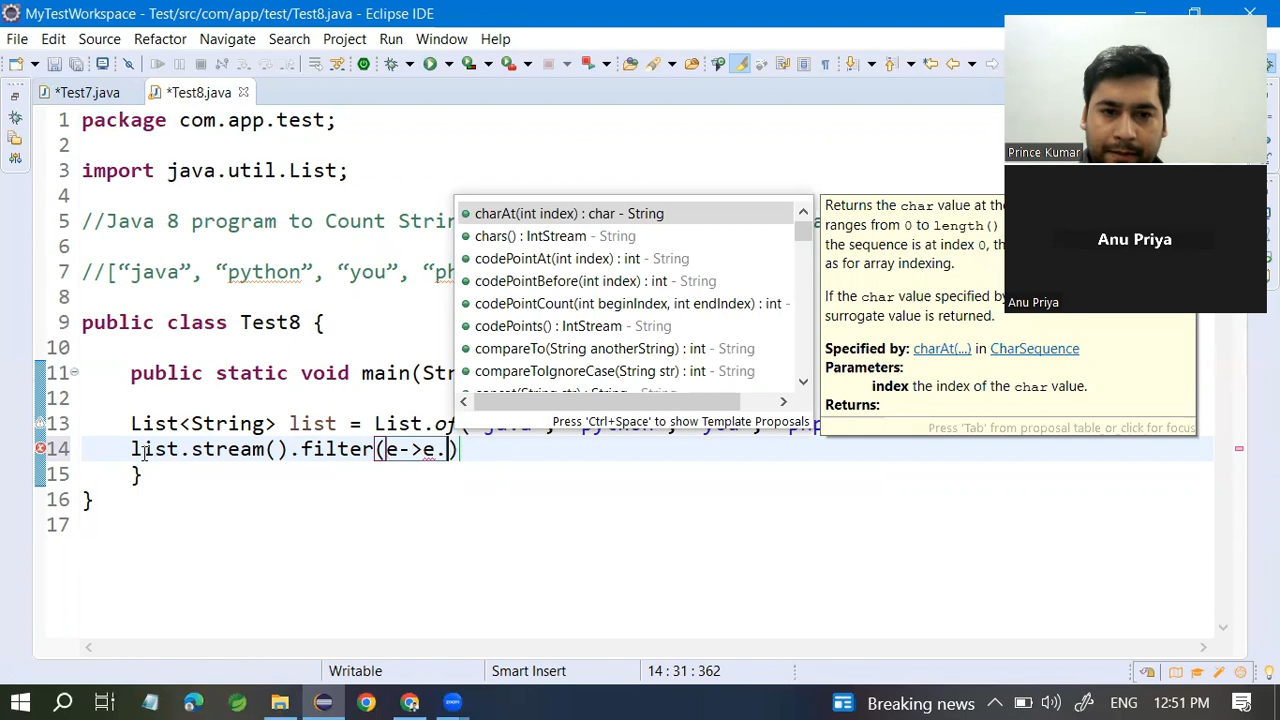 MyTestWorkspace - Test/src/com/app/test/Test8.java - Eclipse IDE
File Edit Source Refactor Navigate Search Project Run Window Help
*Test7.java *Test8.java
Prince Kumar
Anu Priya
Anu Priya
1 package com.app.test;
2
3 import java.util.List;
4
5 //Java 8 program to Count Stri
6
7 //[“java”, “python”, “you”, “ph
8
9 public class Test8 {
10
11 public static void main(Str
12
13 List<String> list = List.of
14 list.stream().filter(e->e.)
15 }
16 }
17
charAt(int index) : char - String
chars() : IntStream - String
codePointAt(int index) : int - String
codePointBefore(int index) : int - String
codePointCount(int beginIndex, int endIndex) : int -
codePoints() : IntStream - String
compareTo(String anotherString) : int - String
compareToIgnoreCase(String str) : int - String
Press 'Ctrl+Space' to show Template Proposals
Returns the char value at the
ranges from 0 to length()
the sequence is at index 0, the
as for array indexing.
If the char value specified by
surrogate value is returned.
Specified by: charAt(...) in CharSequence
Parameters:
index the index of the char value.
Returns:
Press 'Tab' from proposal table or click for focus
Writable Smart Insert 14 : 31 : 362
Breaking news ENG 12:51 PM